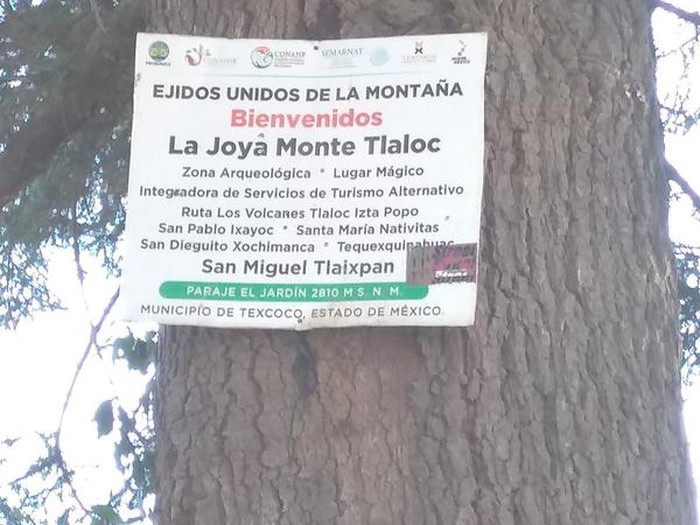 CONANP
SEMARNAT
EJIDOS UNIDOS DE LA MONTAÑA
Bienvenidos
La Joya Monte Tlaloc
Zona Arqueológica * Lugar Mágico
Integradora de Servicios de Turismo Alternativo
Ruta Los Volcanes Tlaloc Izta Popo
San Pablo Ixayoc * Santa María Nativitas
San Dieguito Xochimanca * Tequexquinahuac
San Miguel Tlaixpan
PARAJE EL JARDÍN 2810 M S. N. M.
MUNICIPIO DE TEXCOCO, ESTADO DE MÉXICO.